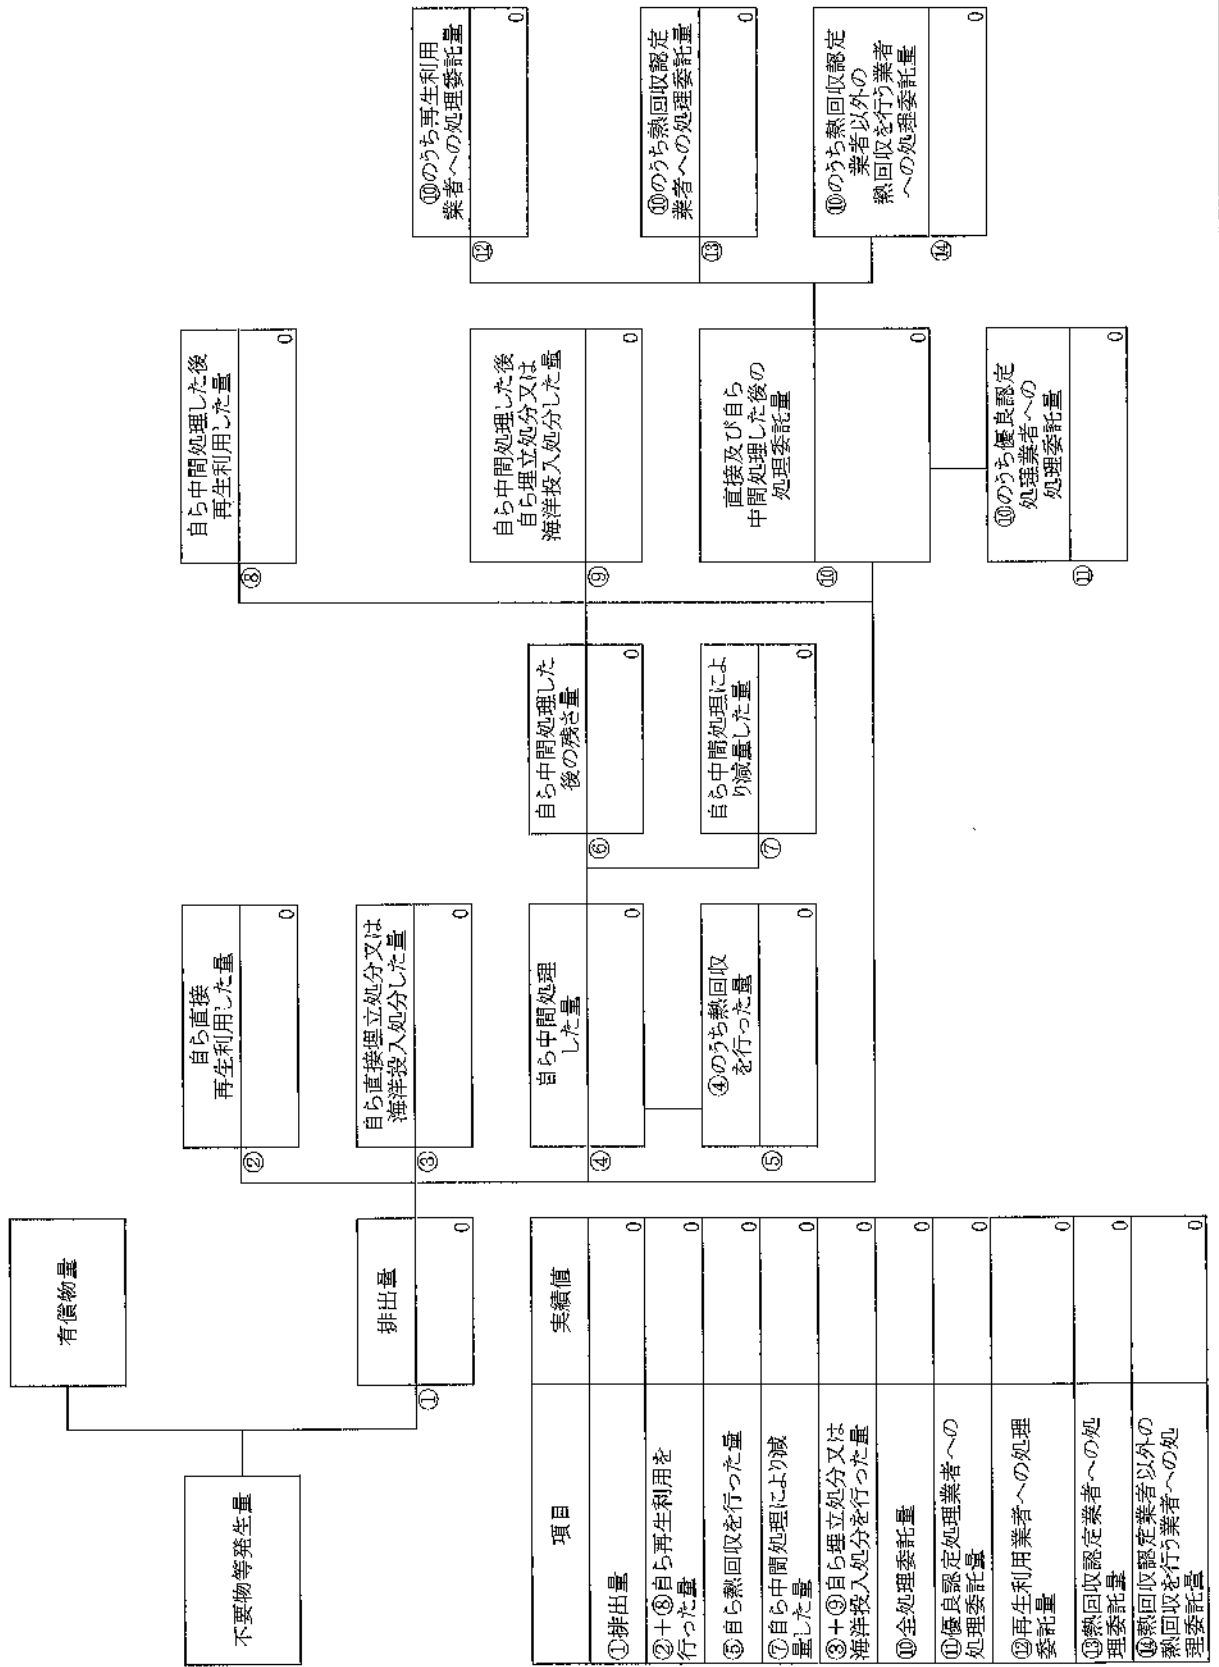 不要物等発生量
有償物量
①
排出量
0
②
自ら直接
再生利用した量
0
③
自ら直接埋立処分又は
海洋投入処分した量
0
④
自ら中間処理
した量
0
⑤
④のうち熱回収
を行った量
0
⑥
自ら中間処理した
後の残さ量
0
⑦
自ら中間処理によ
り減量した量
0
⑧
自ら中間処理した後
再生利用した量
0
⑨
自ら中間処理した後
自ら埋立処分又は
海洋投入処分した量
0
⑩
直接及び自ら
中間処理した後の
処理委託量
0
⑪
⑩のうち優良認定
処理業者への
処理委託量
0
⑫
⑩のうち再生利用
業者への処理委託量
0
⑬
⑩のうち熱回収認定
業者への処理委託量
0
⑭
⑩のうち熱回収認定
業者以外の
熱回収を行う業者
への処理委託量
0
項目 実績値
①排出量 0
②+⑧自ら再生利用を
行った量 0
⑤自ら熱回収を行った量 0
⑦自ら中間処理により減
量した量 0
③+⑨自ら埋立処分又は
海洋投入処分を行った量 0
⑩全処理委託量 0
⑪優良認定処理業者への
処理委託量 0
⑫再生利用業者への処理
委託量 0
⑬熱回収認定業者への処
理委託量 0
⑭熱回収認定業者以外の
熱回収を行う業者への処
理委託量 0